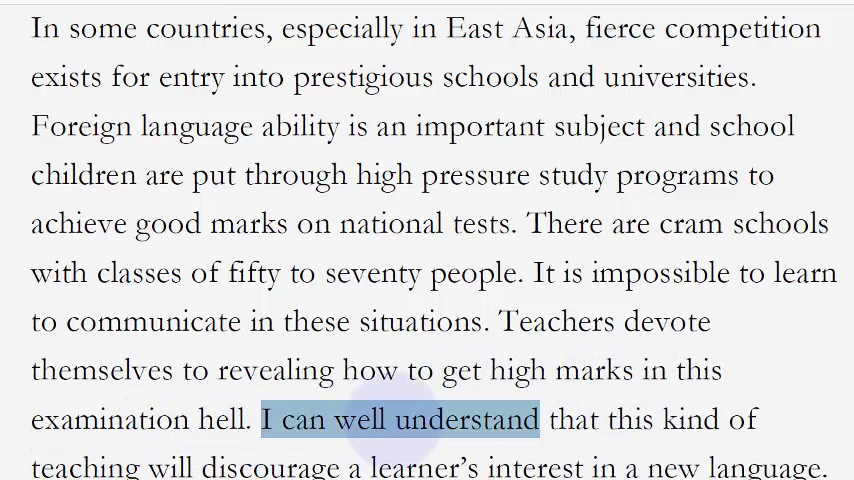 In some countries, especially in East Asia, fierce competition
exists for entry into prestigious schools and universities.
Foreign language ability is an important subject and school
children are put through high pressure study programs to
achieve good marks on national tests. There are cram schools
with classes of fifty to seventy people. It is impossible to learn
to communicate in these situations. Teachers devote
themselves to revealing how to get high marks in this
examination hell. I can well understand that this kind of
teaching will discourage a learner’s interest in a new language.